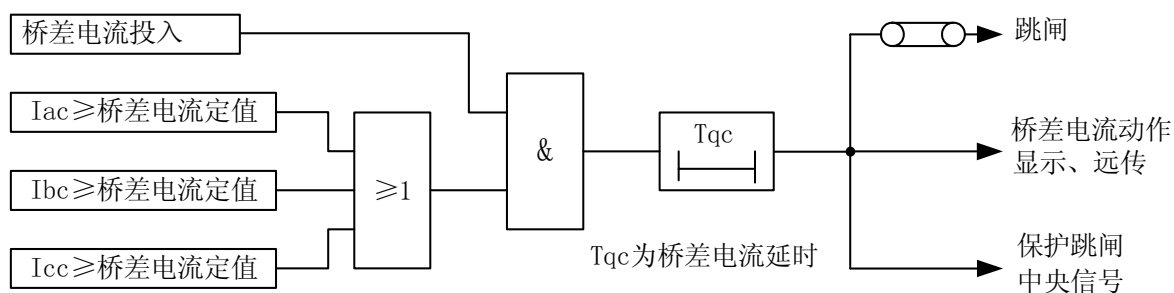 桥差电流投入
Iac≥桥差电流定值
Ibc≥桥差电流定值
Icc≥桥差电流定值
≥1
&
Tqc
Tqc为桥差电流延时
跳闸
桥差电流动作
显示、远传
保护跳闸
中央信号